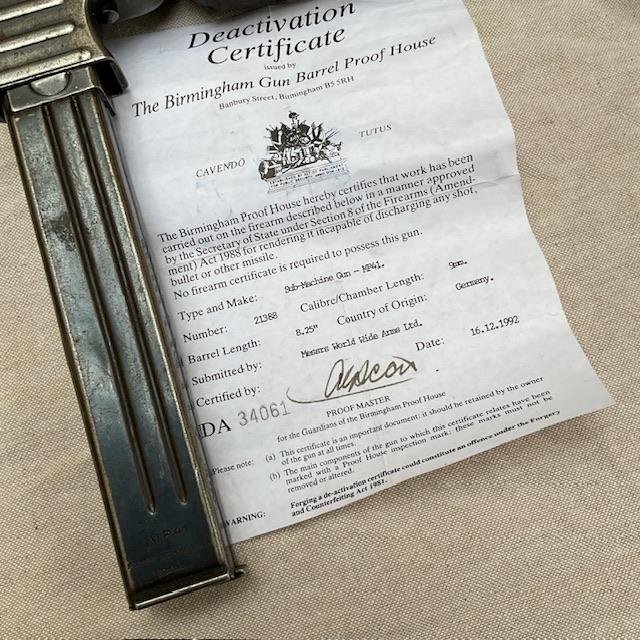 Deactivation
Certificate
issued by
The Birmingham Gun Barrel Proof House
Banbury Street, Birmingham B5 5RH
CAVENDO TUTUS
The Birmingham Proof House hereby certifies that work has been
carried out on the firearm described below in a manner approved
by the Secretary of State under Section 8 of the Firearms (Amend-
ment) Act 1988 for rendering it incapable of discharging any shot,
bullet or other missile.
No firearm certificate is required to possess this gun.
Type and Make: Sub-Machine Gun - MP41.
Number: 21388 Calibre/Chamber Length: 9mm.
Barrel Length: 8.25" Country of Origin: Germany.
Submitted by: Messrs World Wide Arms Ltd.
Certified by: Date: 16.12.1992
DA 34061 PROOF MASTER
for the Guardians of the Birmingham Proof House
Please note: (a) This certificate is an important document: it should be retained by the owner
of the gun at all times.
(b) The main components of the gun to which this certificate relates have been
marked with a Proof House inspection mark; these marks must not be
removed or altered.
WARNING: Forging a de-activation certificate could constitute an offence under the Forgery
and Counterfeiting Act 1981.